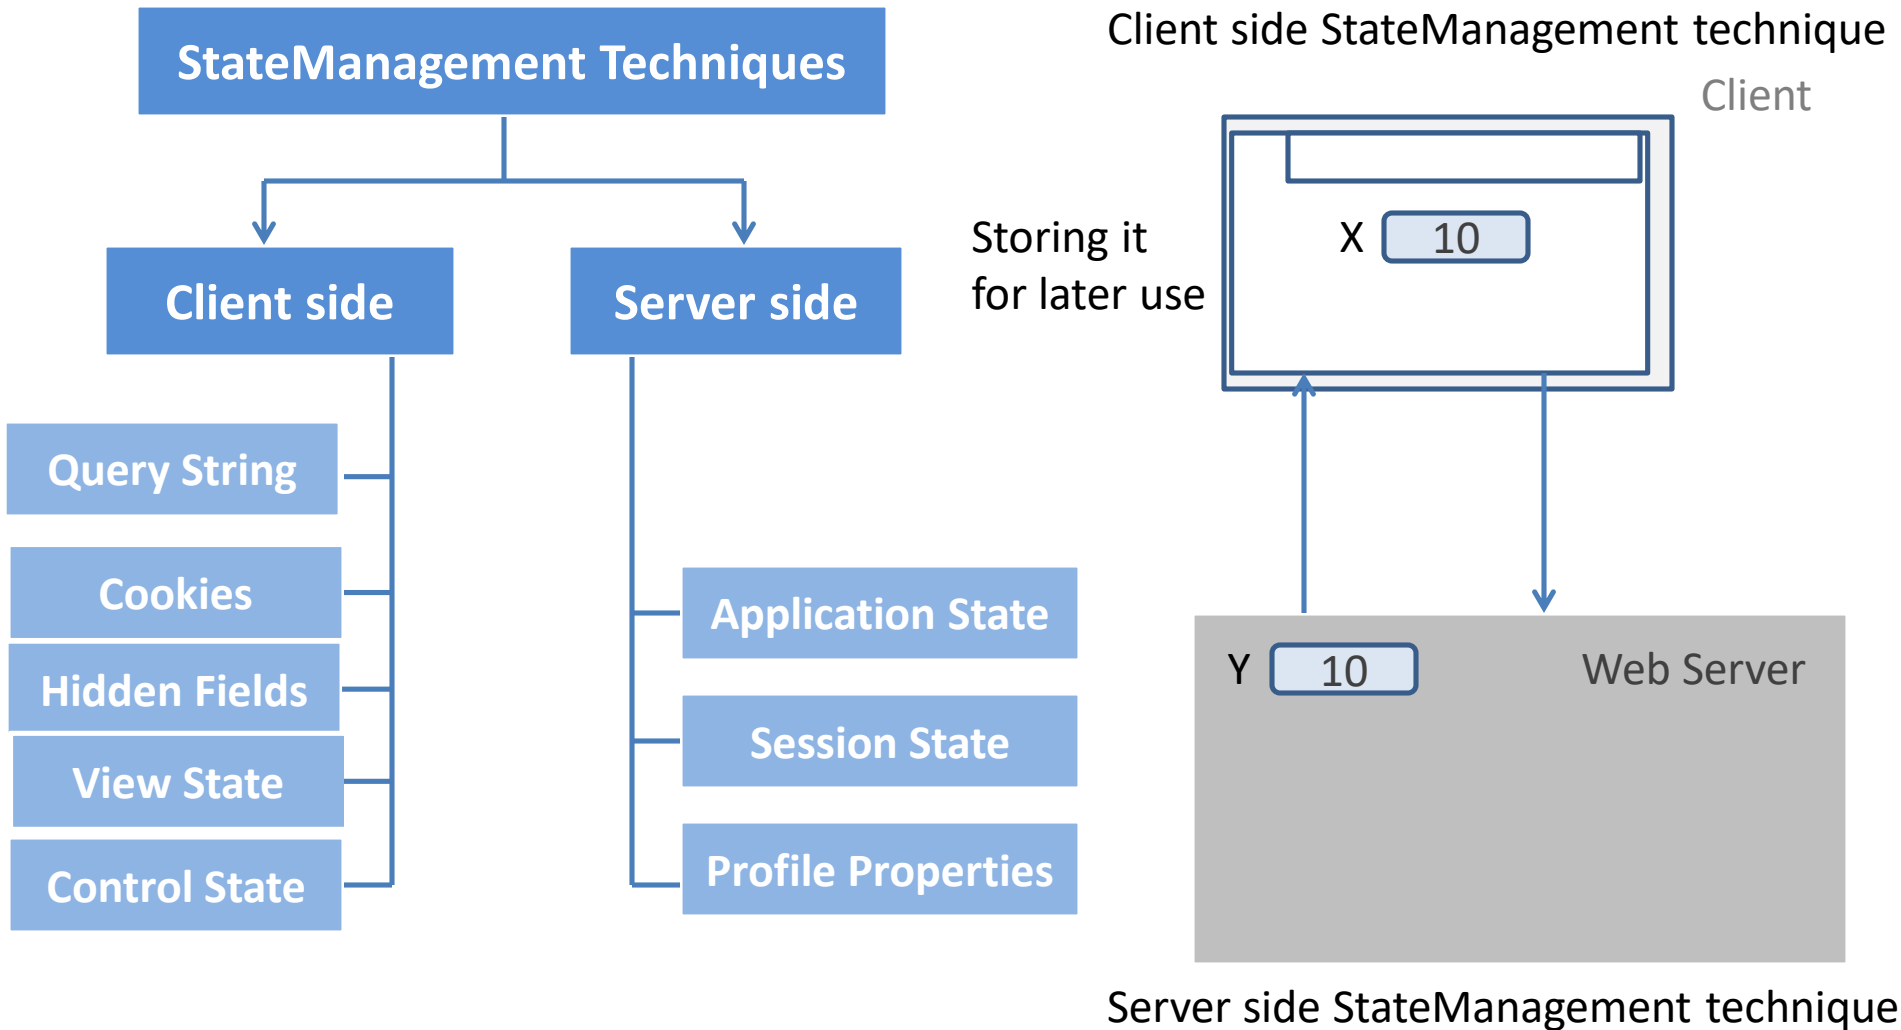 StateManagement Techniques
Client side
Server side
Query String
Cookies
Hidden Fields
View State
Control State
Application State
Session State
Profile Properties
Client side StateManagement technique
Client
Storing it
for later use
X 10
Y 10
Web Server
Server side StateManagement technique